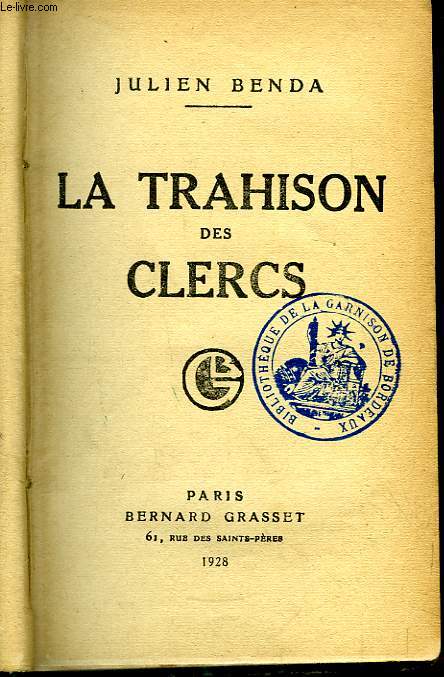 Le-livre.com
JULIEN BENDA
LA TRAHISON
DES
CLERCS
BIBLIOTHÈQUE DE LA GARNISON DE BORDEAUX
PARIS
BERNARD GRASSET
61, RUE DES SAINTS-PÈRES
1928